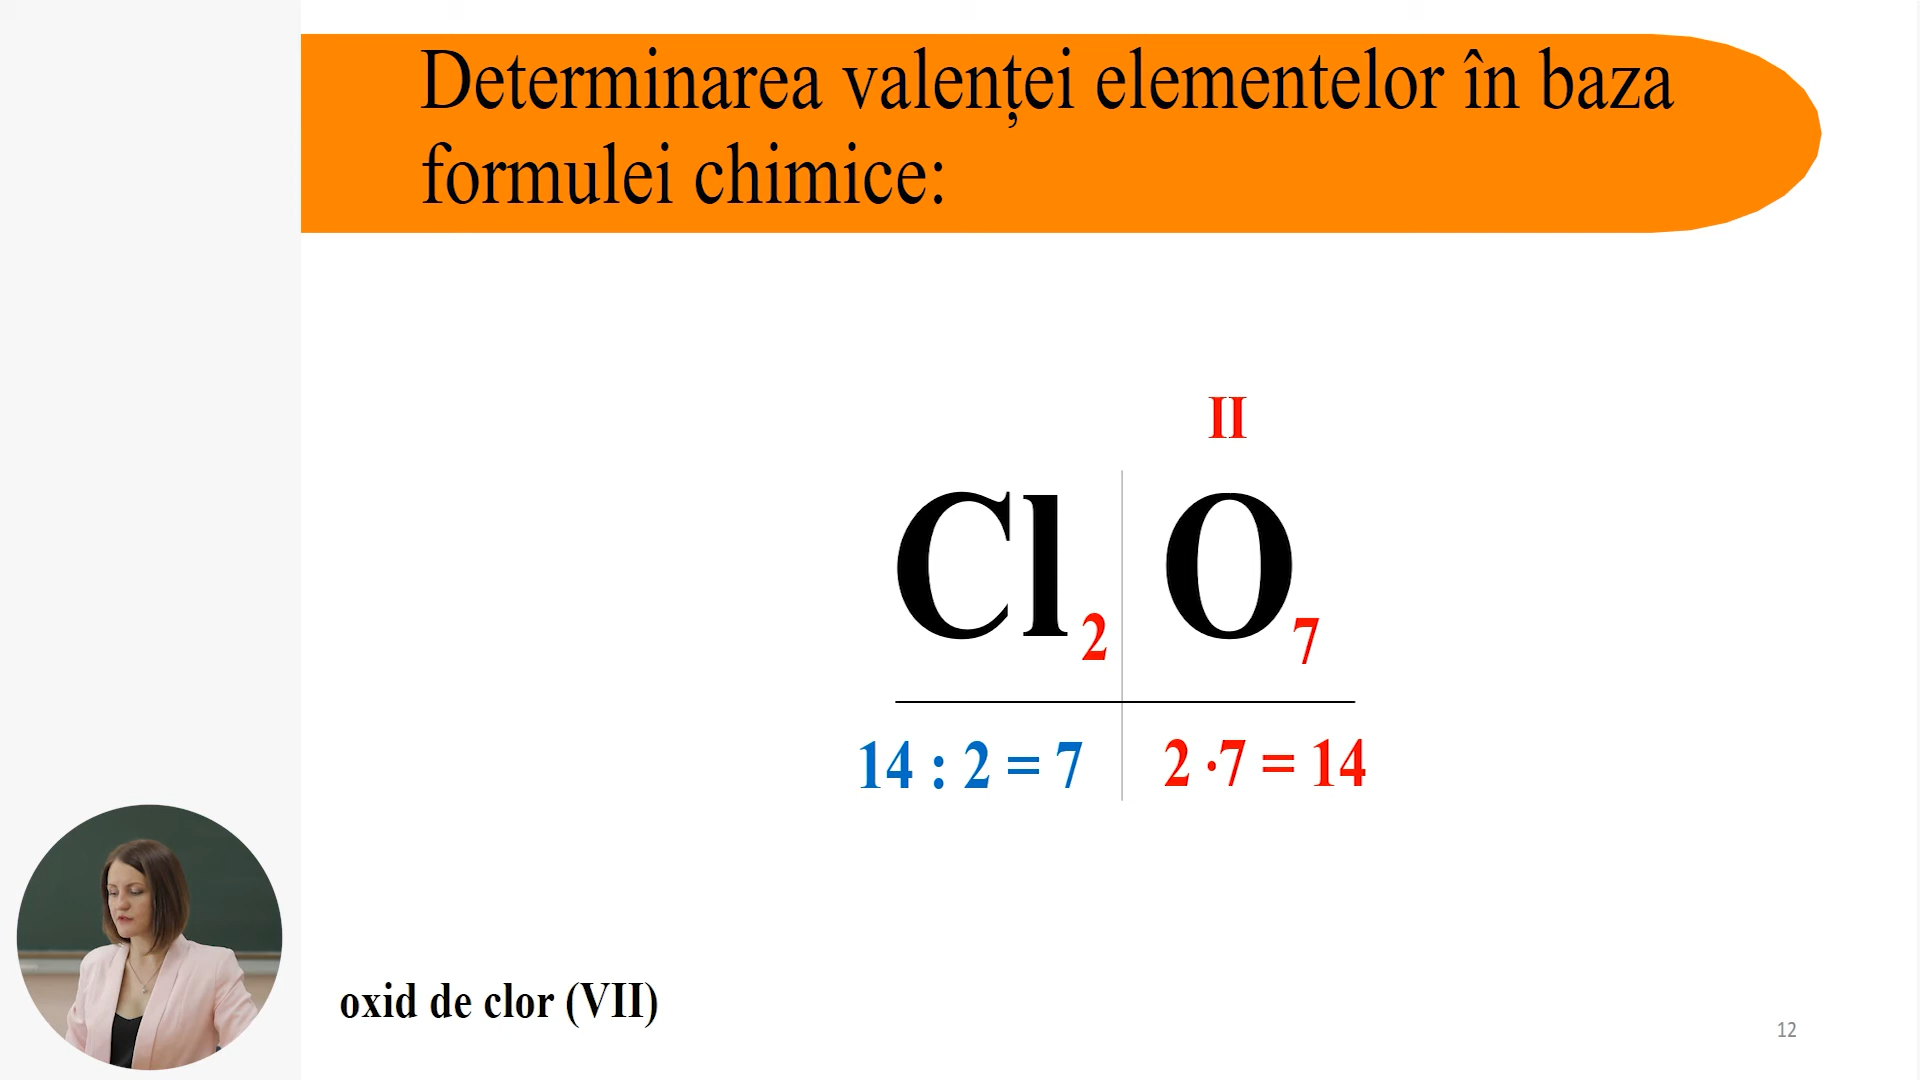 Determinarea valenței elementelor în baza
formulei chimice:
II
Cl2 O7
14 : 2 = 7 2 ·7 = 14
oxid de clor (VII)
12